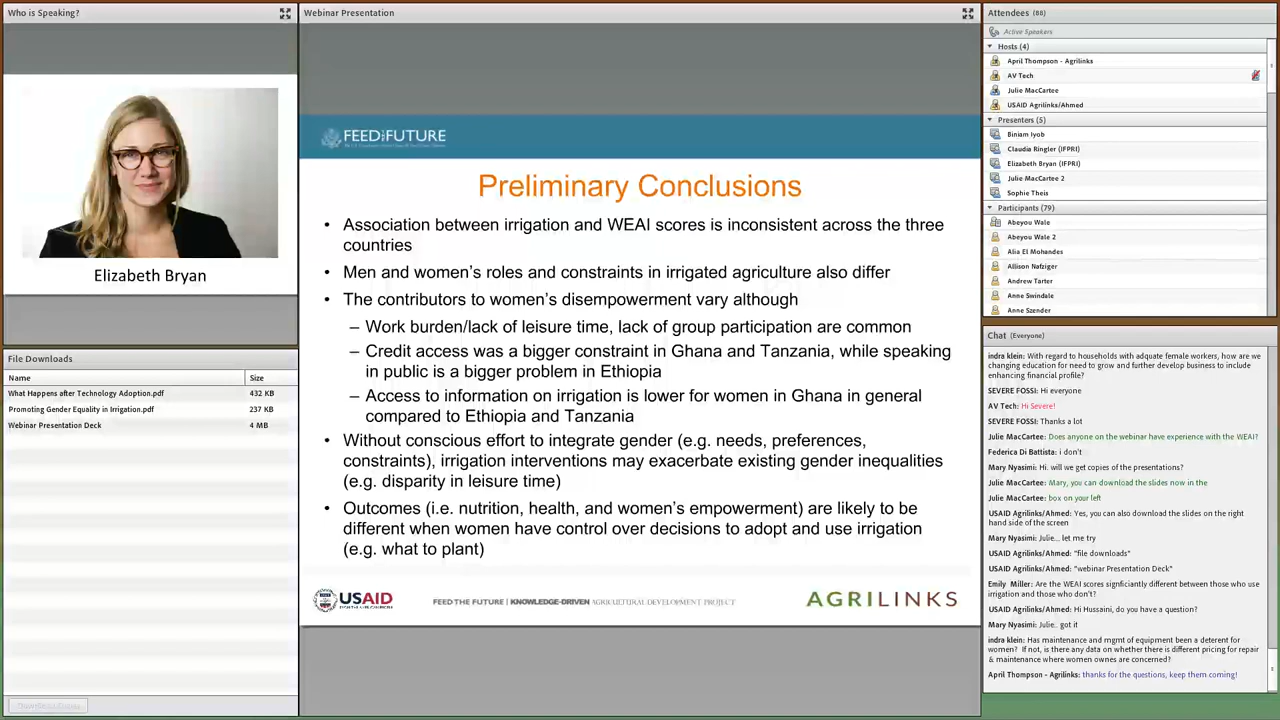 Who is Speaking?
Elizabeth Bryan
File Downloads
Name Size
What Happens after Technology Adoption.pdf 432 KB
Promoting Gender Equality in Irrigation.pdf 237 KB
Webinar Presentation Deck 4 MB
Webinar Presentation
FEED THE FUTURE
Preliminary Conclusions
• Association between irrigation and WEAI scores is inconsistent across the three
countries
• Men and women's roles and constraints in irrigated agriculture also differ
• The contributors to women's disempowerment vary although
– Work burden/lack of leisure time, lack of group participation are common
– Credit access was a bigger constraint in Ghana and Tanzania, while speaking
in public is a bigger problem in Ethiopia
– Access to information on irrigation is lower for women in Ghana in general
compared to Ethiopia and Tanzania
• Without conscious effort to integrate gender (e.g. needs, preferences,
constraints), irrigation interventions may exacerbate existing gender inequalities
(e.g. disparity in leisure time)
• Outcomes (i.e. nutrition, health, and women's empowerment) are likely to be
different when women have control over decisions to adopt and use irrigation
(e.g. what to plant)
USAID
FEED THE FUTURE | KNOWLEDGE-DRIVEN AGRICULTURAL DEVELOPMENT PROJECT
AGRILINKS
Attendees (88)
Active Speakers
Hosts (4)
April Thompson - Agrilinks
AV Tech
Julie MacCartee
USAID Agrilinks/Ahmed
Presenters (5)
Biniam Iyob
Claudia Ringler (IFPRI)
Elizabeth Bryan (IFPRI)
Julie MacCartee 2
Sophie Theis
Participants (79)
Abeyou Wale
Abeyou Wale 2
Alia El Mohandes
Allison Nafziger
Andrew Tarter
Anne Swindale
Anne Szender
Chat (Everyone)
indra klein: With regard to households with adquate female workers, how are we
changing education for need to grow and further develop business to include
enhancing financial profile?
SEVERE FOSSI: Hi everyone
AV Tech: Hi Severe!
SEVERE FOSSI: Thanks a lot
Julie MacCartee: Does anyone on the webinar have experience with the WEAI?
Federica Di Battista: i don't
Mary Nyasimi: Hi. will we get copies of the presentations?
Julie MacCartee: Mary, you can download the slides now in the
Julie MacCartee: box on your left
USAID Agrilinks/Ahmed: Yes, you can also download the slides on the right
hand side of the screen
Mary Nyasimi: Julie... let me try
USAID Agrilinks/Ahmed: "file downloads"
USAID Agrilinks/Ahmed: "webinar Presentation Deck"
Emily Miller: Are the WEAI scores signficiantly different between those who use
irrigation and those who don't?
USAID Agrilinks/Ahmed: Hi Hussaini, do you have a question?
Mary Nyasimi: Julie.. got it
indra klein: Has maintenance and mgmt of equipment been a deterent for
women? If not, is there any data on whether there is different pricing for repair
& maintenance where women ownes are concerned?
April Thompson - Agrilinks: thanks for the questions, keep them coming!